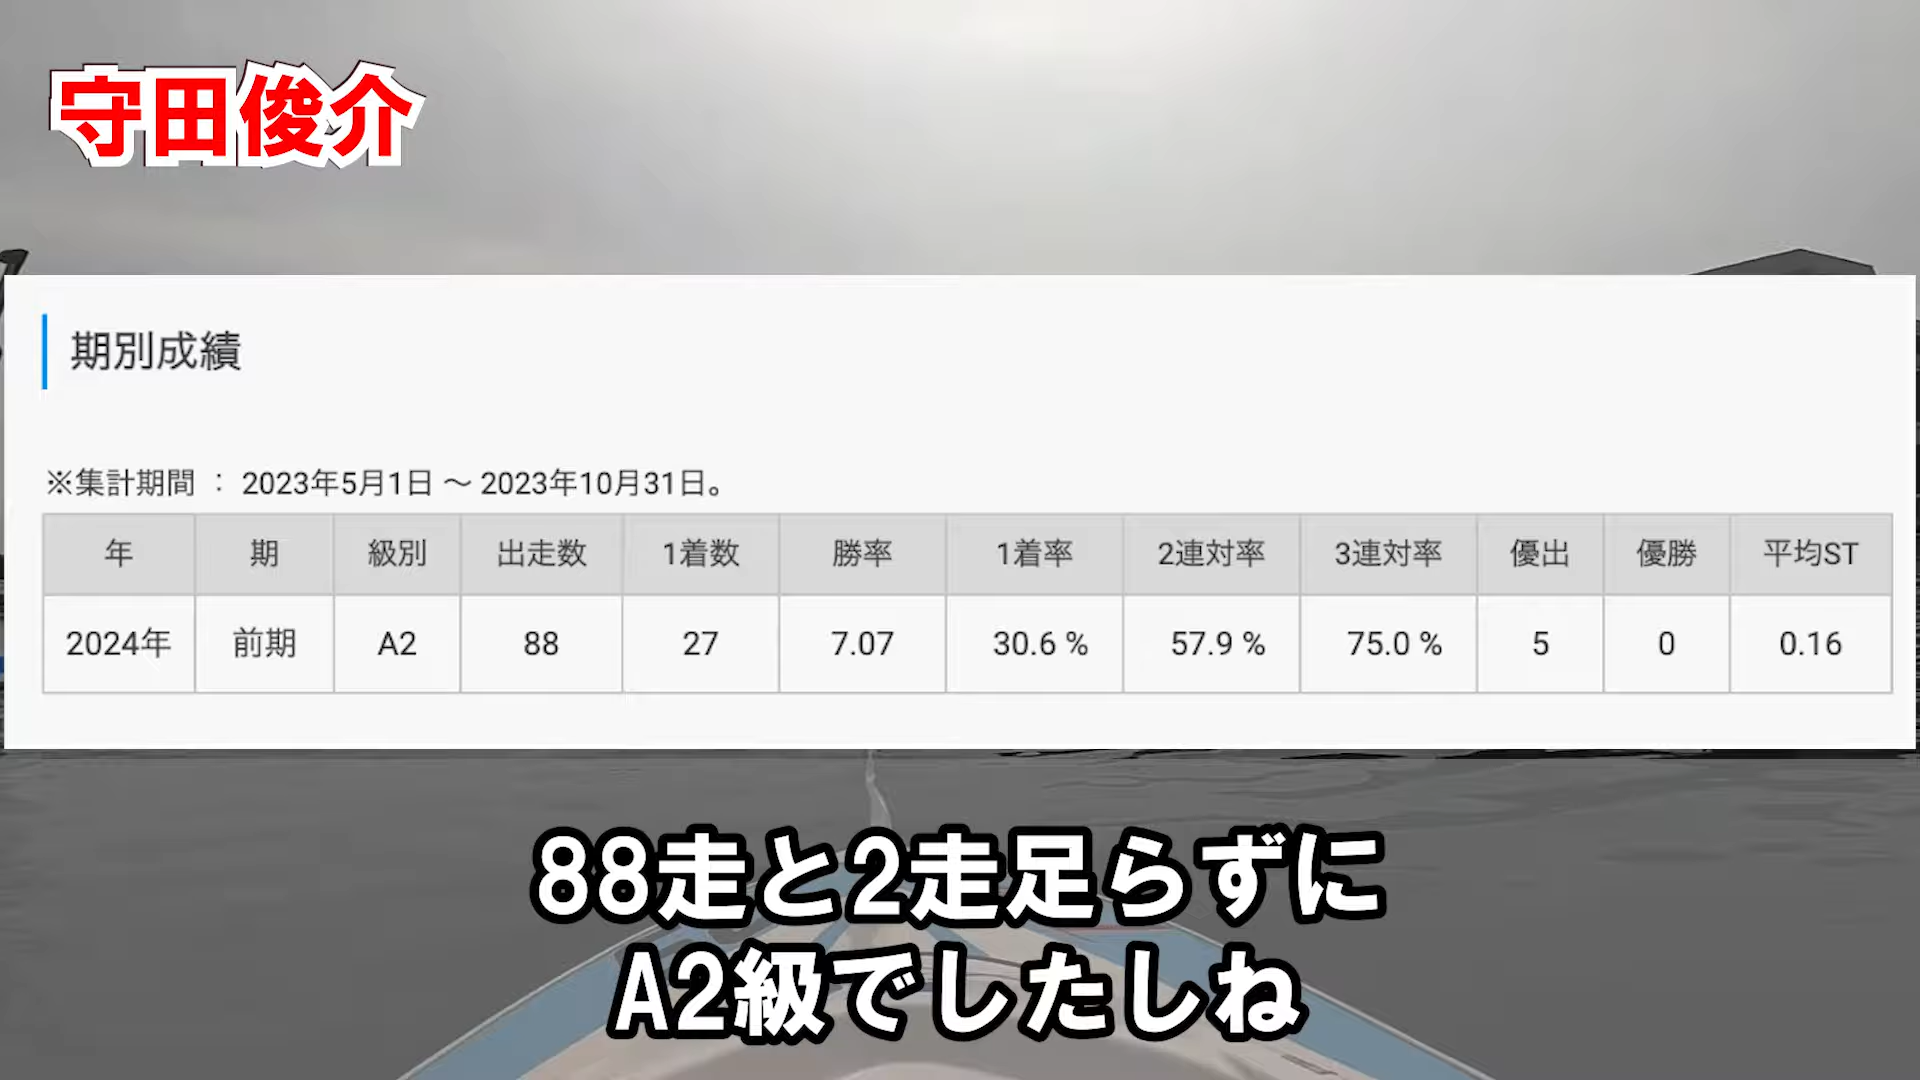 守田俊介
期別成績
※集計期間 : 2023年5月1日 ～ 2023年10月31日。
年 期 級別 出走数 1着数 勝率 1着率 2連対率 3連対率 優出 優勝 平均ST
2024年 前期 A2 88 27 7.07 30.6 % 57.9 % 75.0 % 5 0 0.16
88走と2走足らずに
A2級でしたしね